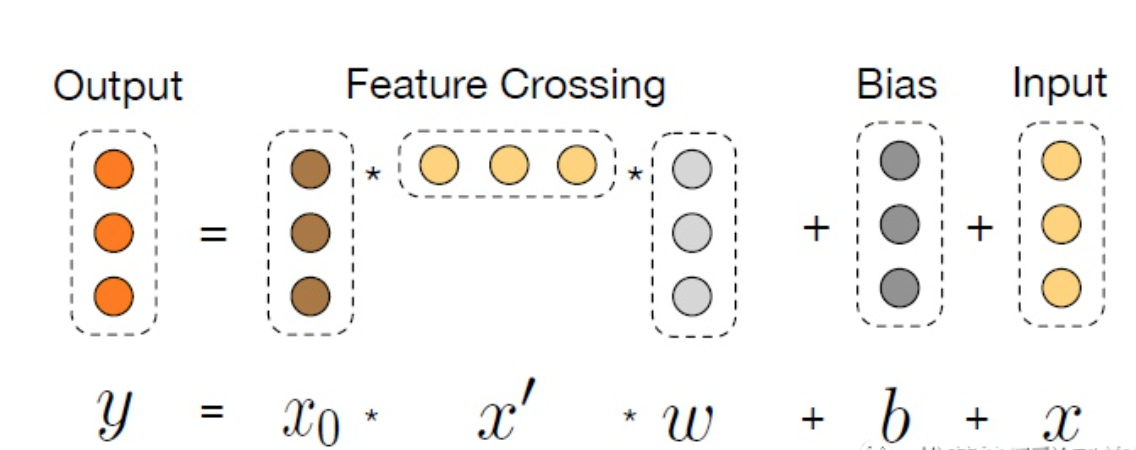 Output Feature Crossing Bias Input
= * * + +
y = x₀ * x′ * w + b + x